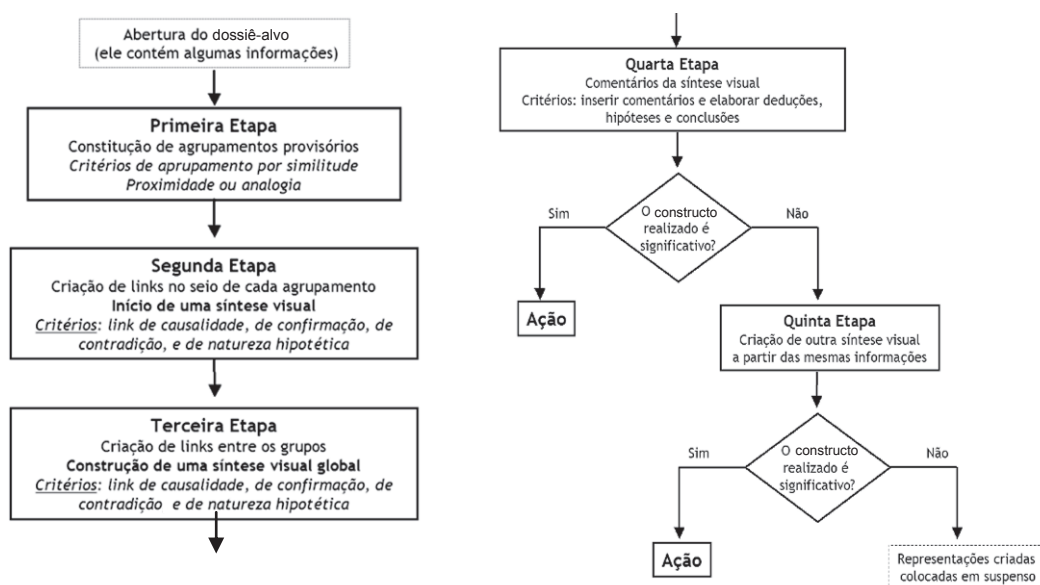 Abertura do dossiê-alvo
(ele contém algumas informações)
Primeira Etapa
Constitução de agrupamentos provisórios
Critérios de aprupamento por similitude
Proximidade ou analogia
Segunda Etapa
Criação de links no seio de cada agrupamento
Início de uma síntese visual
Critérios: link de causalidade, de confirmação, de
contradição, e de natureza hipotética
Terceira Etapa
Criação de links entre os grupos
Construção de uma síntese visual global
Critérios: link de causalidade, de confirmação, de
contradição e de natureza hipotética
Quarta Etapa
Comentários da síntese visual
Critérios: inserir comentários e elaborar deduções,
hipóteses e conclusões
Sim
O constructo
realizado é
significativo?
Não
Ação
Quinta Etapa
Criação de outra síntese visual
a partir das mesmas informações
Sim
O constructo
realizado é
significativo?
Não
Ação
Representações criadas
colocadas em suspenso